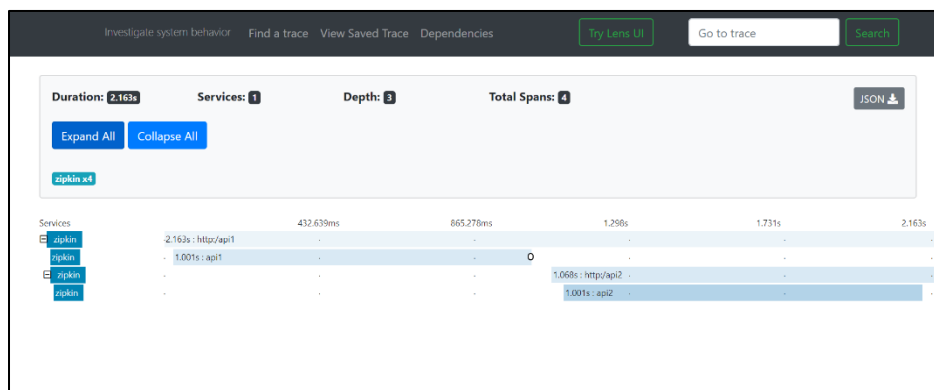 Investigate system behavior Find a trace View Saved Trace Dependencies Try Lens UI Go to trace Search
Duration: 2.163s Services: 1 Depth: 3 Total Spans: 4 JSON
Expand All Collapse All
zipkin x4
Services 432.639ms 865.278ms 1.298s 1.731s 2.163s
zipkin 2.163s : http:/api1
zipkin 1.001s : api1
zipkin 1.068s : http:/api2
zipkin 1.001s : api2